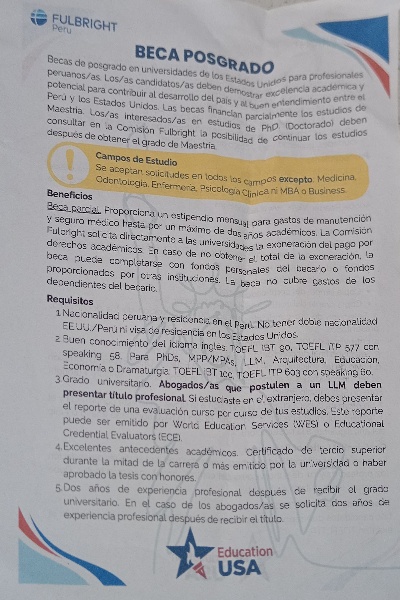 FULBRIGHT
Peru
BECA POSGRADO
Becas de posgrado en universidades de los Estados Unidos para profesionales
peruanos/as. Los/as candidatos/as deben demostrar excelencia académica y
potencial para contribuir al desarrollo del país y al buen entendimiento entre el
Perú y los Estados Unidos. Las becas financian parcialmente los estudios de
Maestría. Los/as interesados/as en estudios de PhD (Doctorado) deben
consultar en la Comisión Fulbright la posibilidad de continuar los estudios
después de obtener el grado de Maestría.
Campos de Estudio
Se aceptan solicitudes en todos los campos excepto: Medicina,
Odontología, Enfermería, Psicología Clínica ni MBA o Business.
Beneficios
Beca parcial: Proporciona un estipendio mensual para gastos de manutención
y seguro médico hasta por un máximo de dos años académicos. La Comisión
Fulbright solicita directamente a las universidades la exoneración del pago por
derechos académicos. En caso de no obtener el total de la exoneración, la
beca puede completarse con fondos personales del becario o fondos
proporcionados por otras instituciones. La beca no cubre gastos de los
dependientes del becario.
Requisitos
1. Nacionalidad peruana y residencia en el Perú. No tener doble nacionalidad
EE.UU./Perú ni visa de residencia en los Estados Unidos.
2. Buen conocimiento del idioma inglés: TOEFL IBT 90, TOEFL ITP 577 con
speaking 58. Para PhDs, MPP/MPAs, LLM, Arquitectura, Educación,
Economía o Dramaturgia: TOEFL IBT 100, TOEFL ITP 603 con speaking 60.
3. Grado universitario. Abogados/as que postulen a un LLM deben
presentar título profesional. Si estudiaste en el extranjero, debes presentar
el reporte de una evaluación curso por curso de tus estudios. Este reporte
puede ser emitido por World Education Services (WES) o Educational
Credential Evaluators (ECE).
4. Excelentes antecedentes académicos. Certificado de tercio superior
durante la mitad de la carrera o más emitido por la universidad o haber
aprobado la tesis con honores.
5. Dos años de experiencia profesional después de recibir el grado
universitario. En el caso de los abogados/as se solicita dos años de
experiencia profesional después de recibir el título.
Education
USA